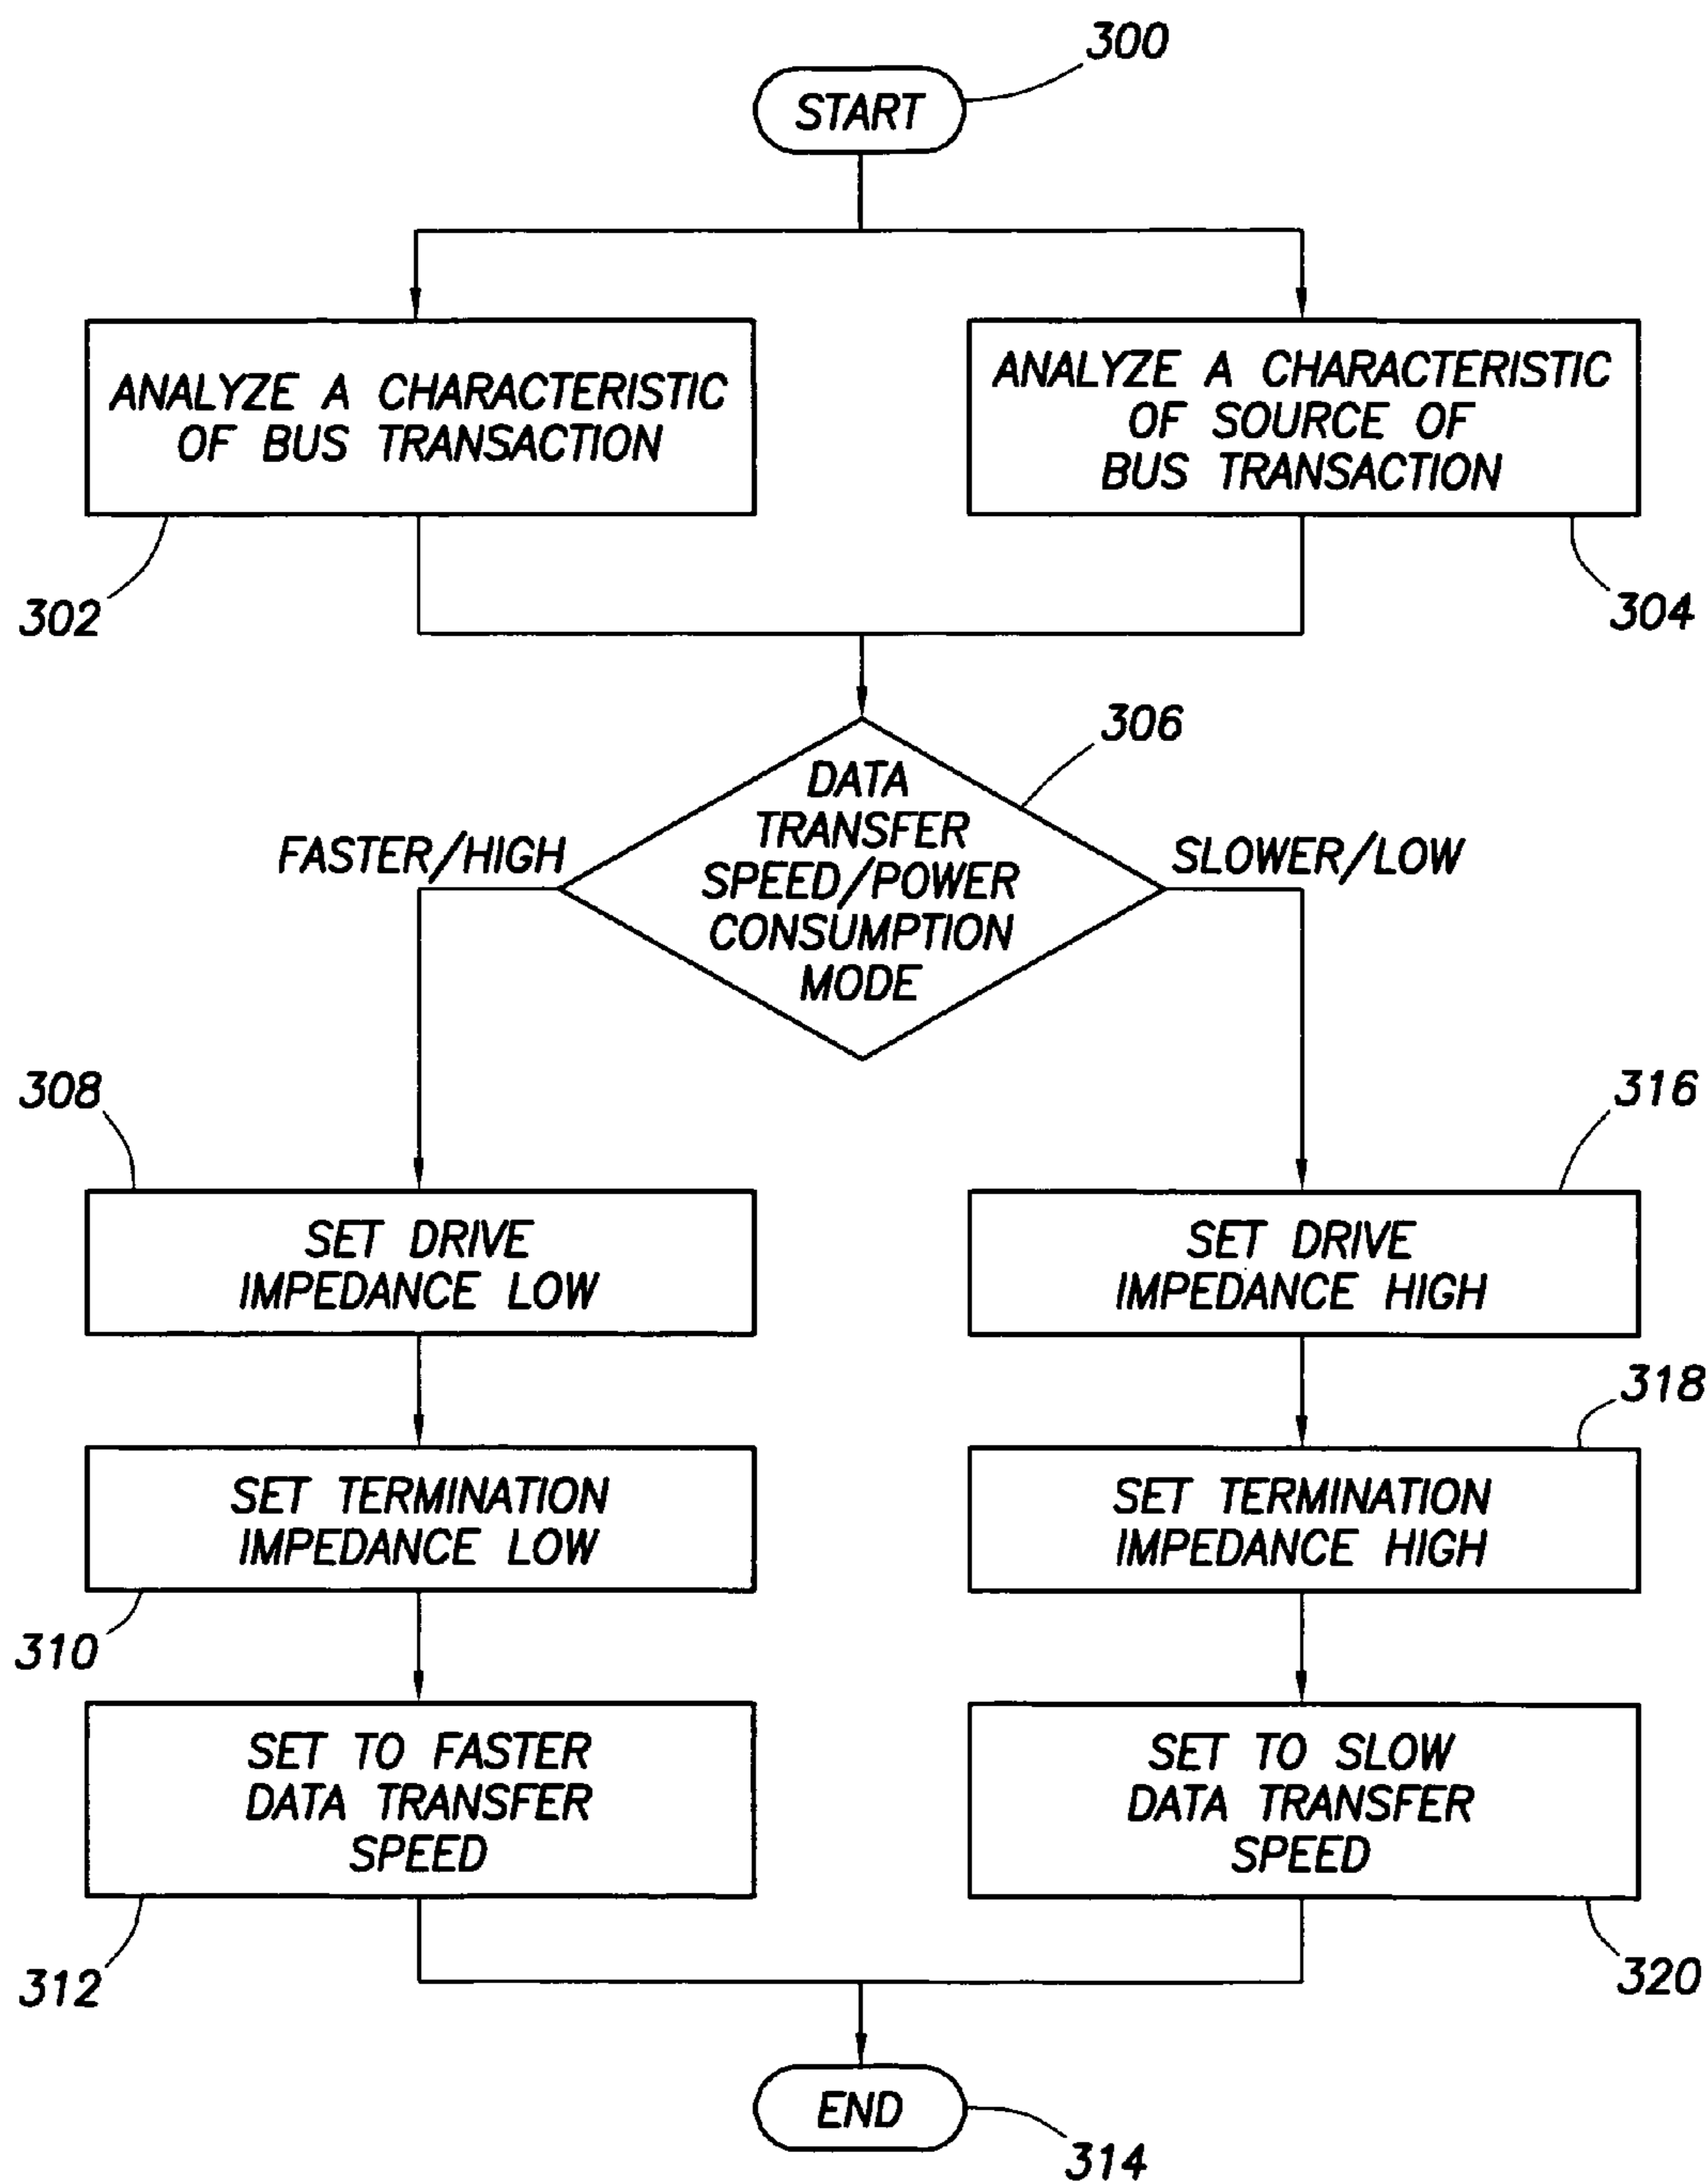 300
START
ANALYZE A CHARACTERISTIC
OF BUS TRANSACTION
302
ANALYZE A CHARACTERISTIC
OF SOURCE OF
BUS TRANSACTION
304
306
DATA
TRANSFER
SPEED/POWER
CONSUMPTION
MODE
FASTER/HIGH
SLOWER/LOW
308
SET DRIVE
IMPEDANCE LOW
316
SET DRIVE
IMPEDANCE HIGH
SET TERMINATION
IMPEDANCE LOW
310
318
SET TERMINATION
IMPEDANCE HIGH
SET TO FASTER
DATA TRANSFER
SPEED
312
SET TO SLOW
DATA TRANSFER
SPEED
320
END
314